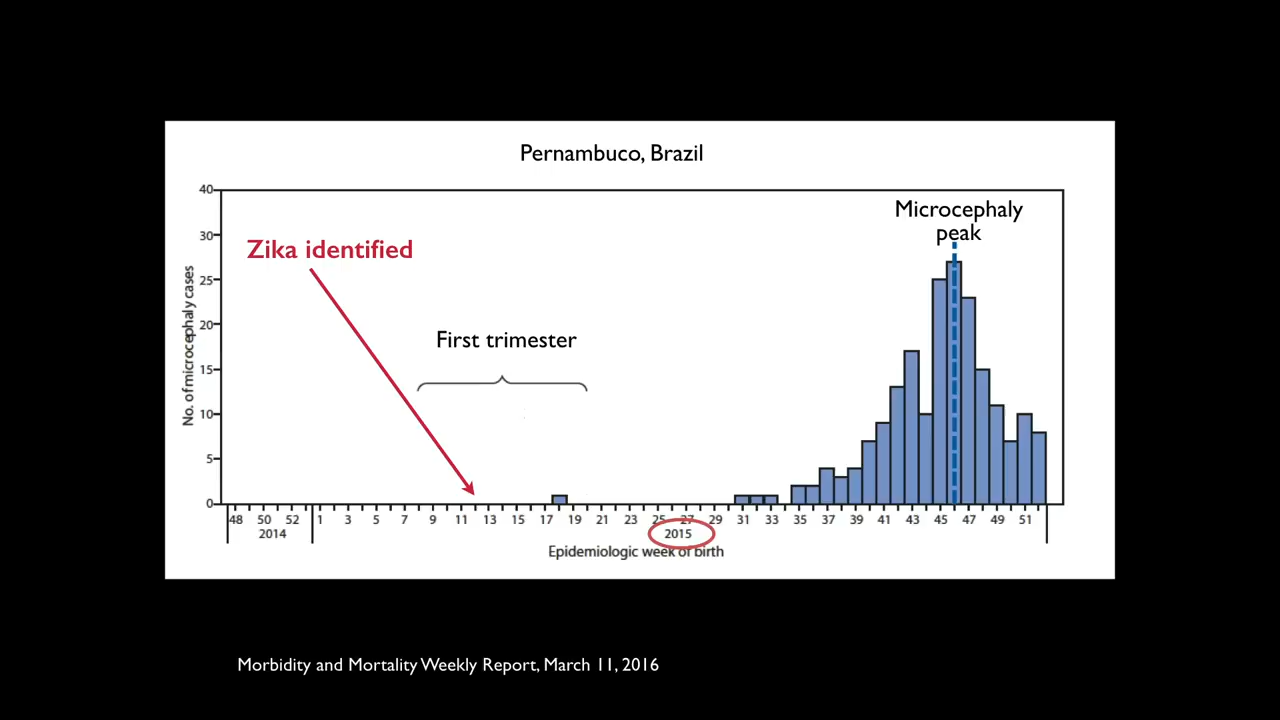 Pernambuco, Brazil
40
Microcephaly
peak
30
Zika identified
25
First trimester
20
15
10
5
0
No. of microcephaly cases
48 50 52 1 3 5 7 9 11 13 15 17 19 21 23 25 27 29 31 33 35 37 39 41 43 45 47 49 51
2014 2015
Epidemiologic week of birth
Morbidity and Mortality Weekly Report, March 11, 2016